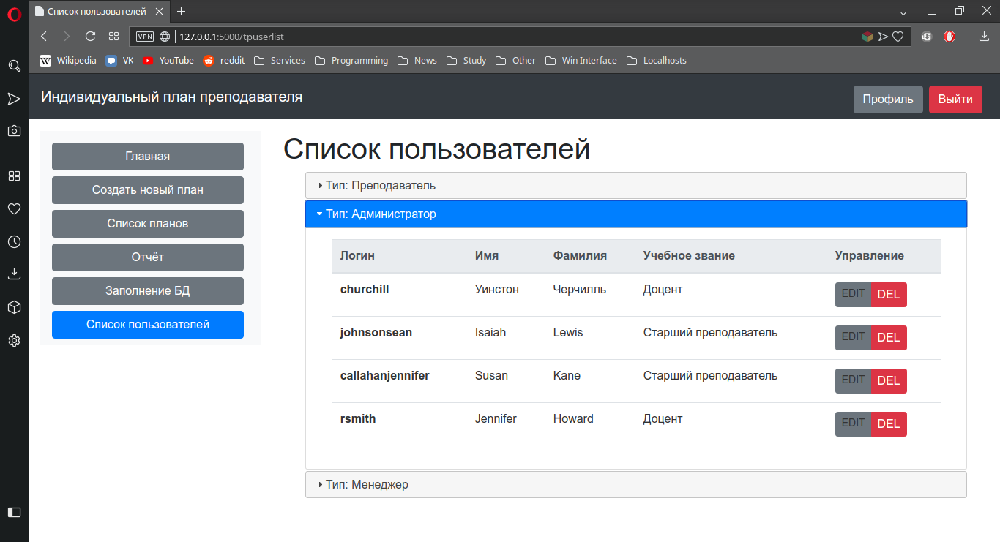 Список пользователей
VPN
127.0.0.1:5000/tpuserlist
W Wikipedia VK YouTube reddit Services Programming News Study Other Win Interface Localhosts
Индивидуальный план преподавателя
Профиль Выйти
Главная
Создать новый план
Список планов
Отчёт
Заполнение БД
Список пользователей
Список пользователей
Тип: Преподаватель
Тип: Администратор
Логин Имя Фамилия Учебное звание Управление
churchill Уинстон Черчилль Доцент EDIT DEL
johnsonsean Isaiah Lewis Старший преподаватель EDIT DEL
callahanjennifer Susan Kane Старший преподаватель EDIT DEL
rsmith Jennifer Howard Доцент EDIT DEL
Тип: Менеджер